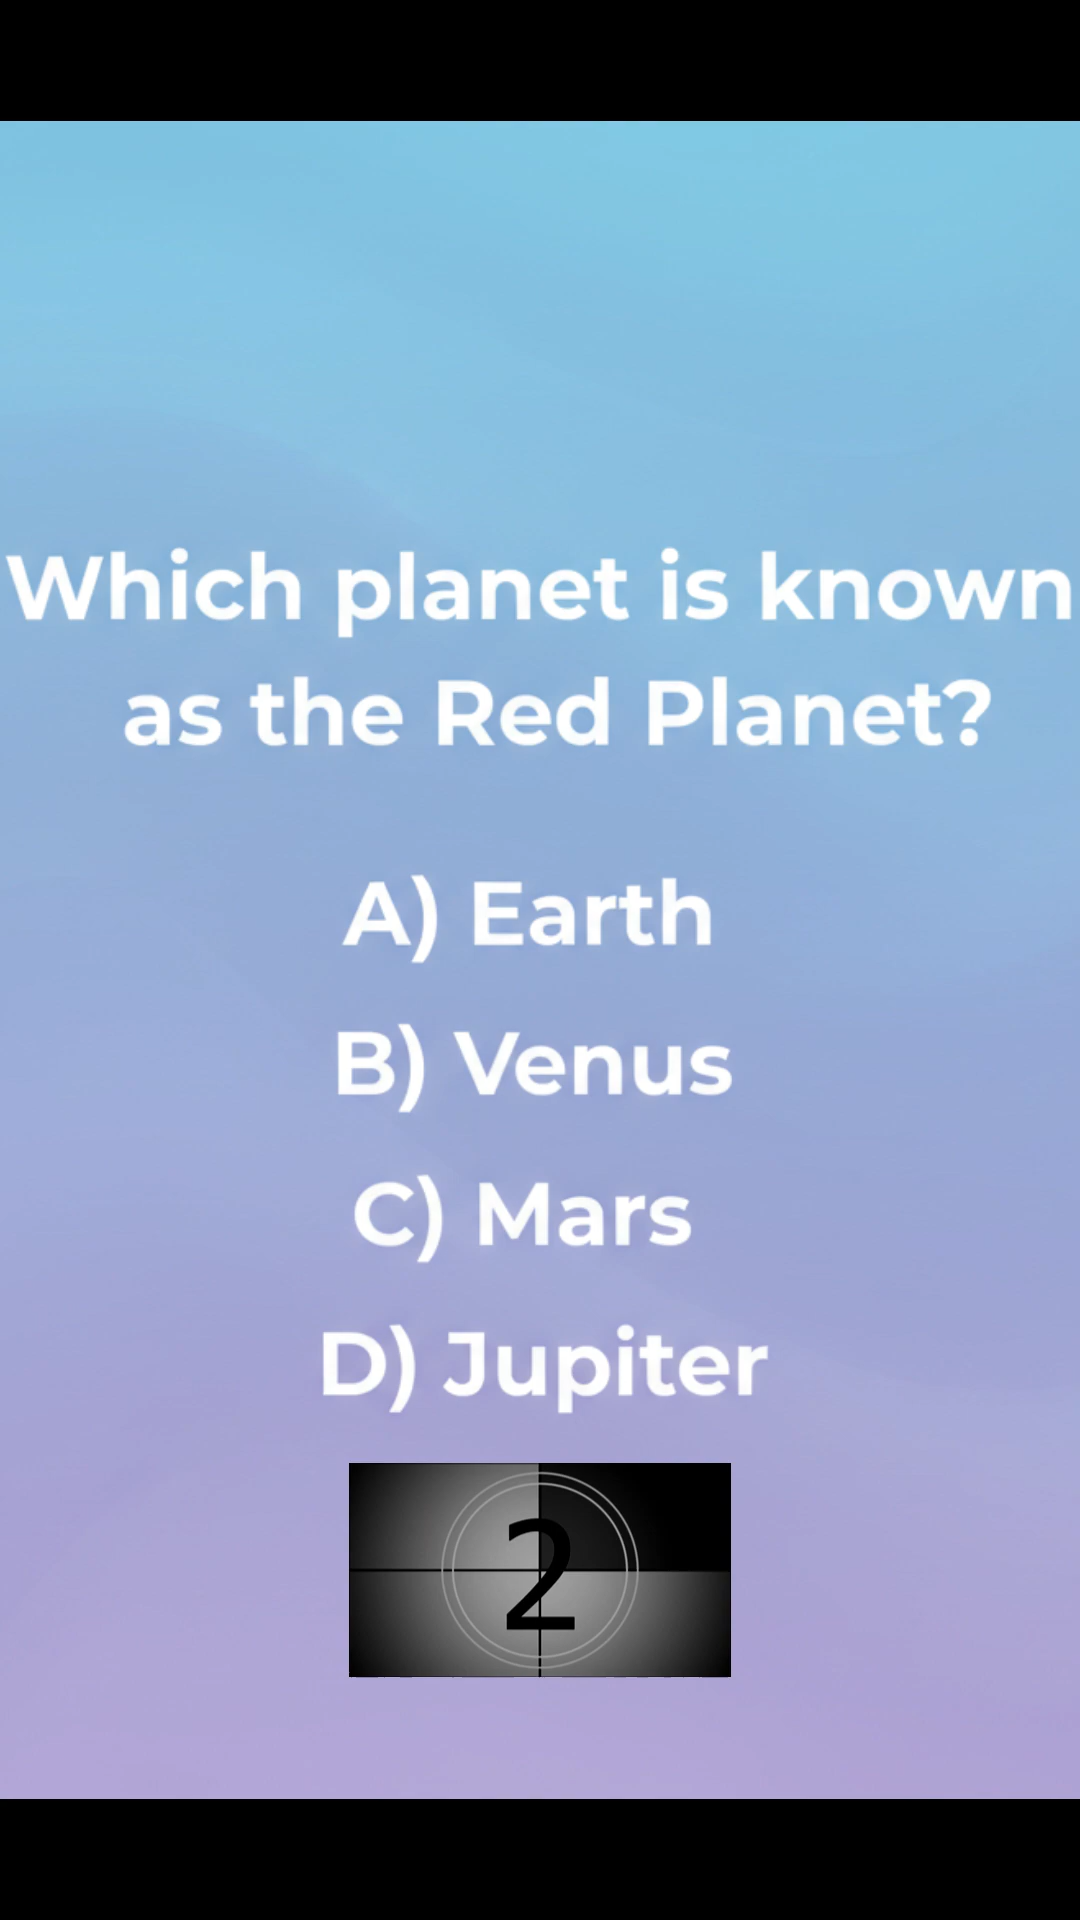 Which planet is known
as the Red Planet?
A) Earth
B) Venus
C) Mars
D) Jupiter
2